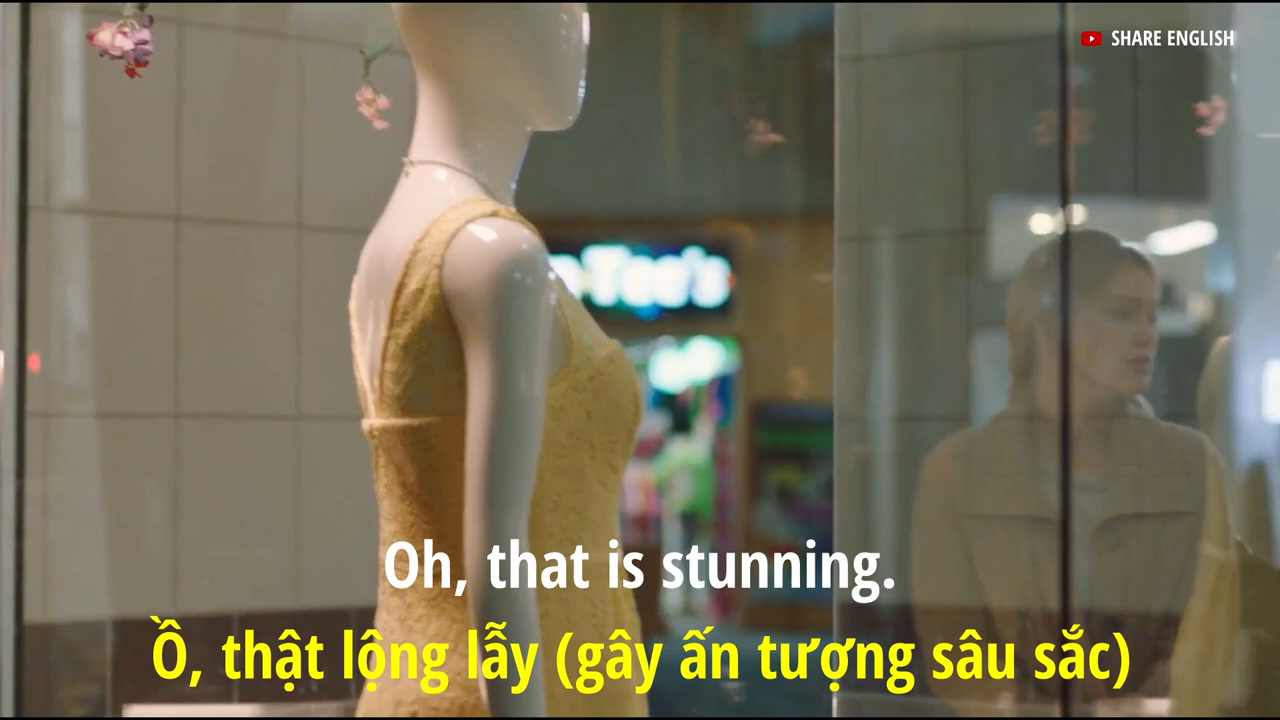 SHARE ENGLISH
Oh, that is stunning.
Ồ, thật lộng lẫy (gây ấn tượng sâu sắc)